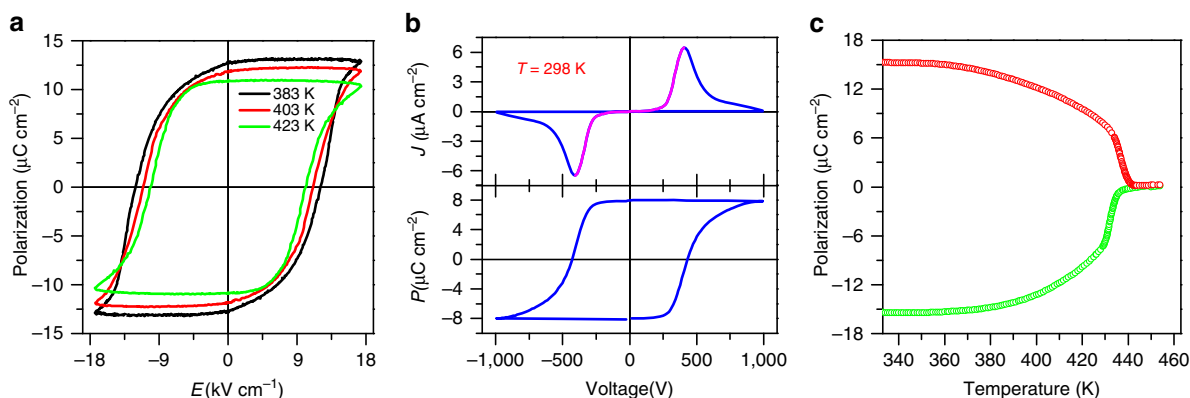 a
15
10
5
0
−5
−10
−15
Polarization (μC cm⁻²)
383 K
403 K
423 K
−18
−9
0
9
18
E(kV cm⁻¹)
b
6
3
0
−3
−6
J (μA cm⁻²)
T = 298 K
8
4
0
−4
−8
P(μC cm⁻²)
−1,000
−500
0
500
1,000
Voltage(V)
c
18
12
6
0
−6
−12
−18
Polarization (μC cm⁻²)
340
360
380
400
420
440
460
Temperature (K)